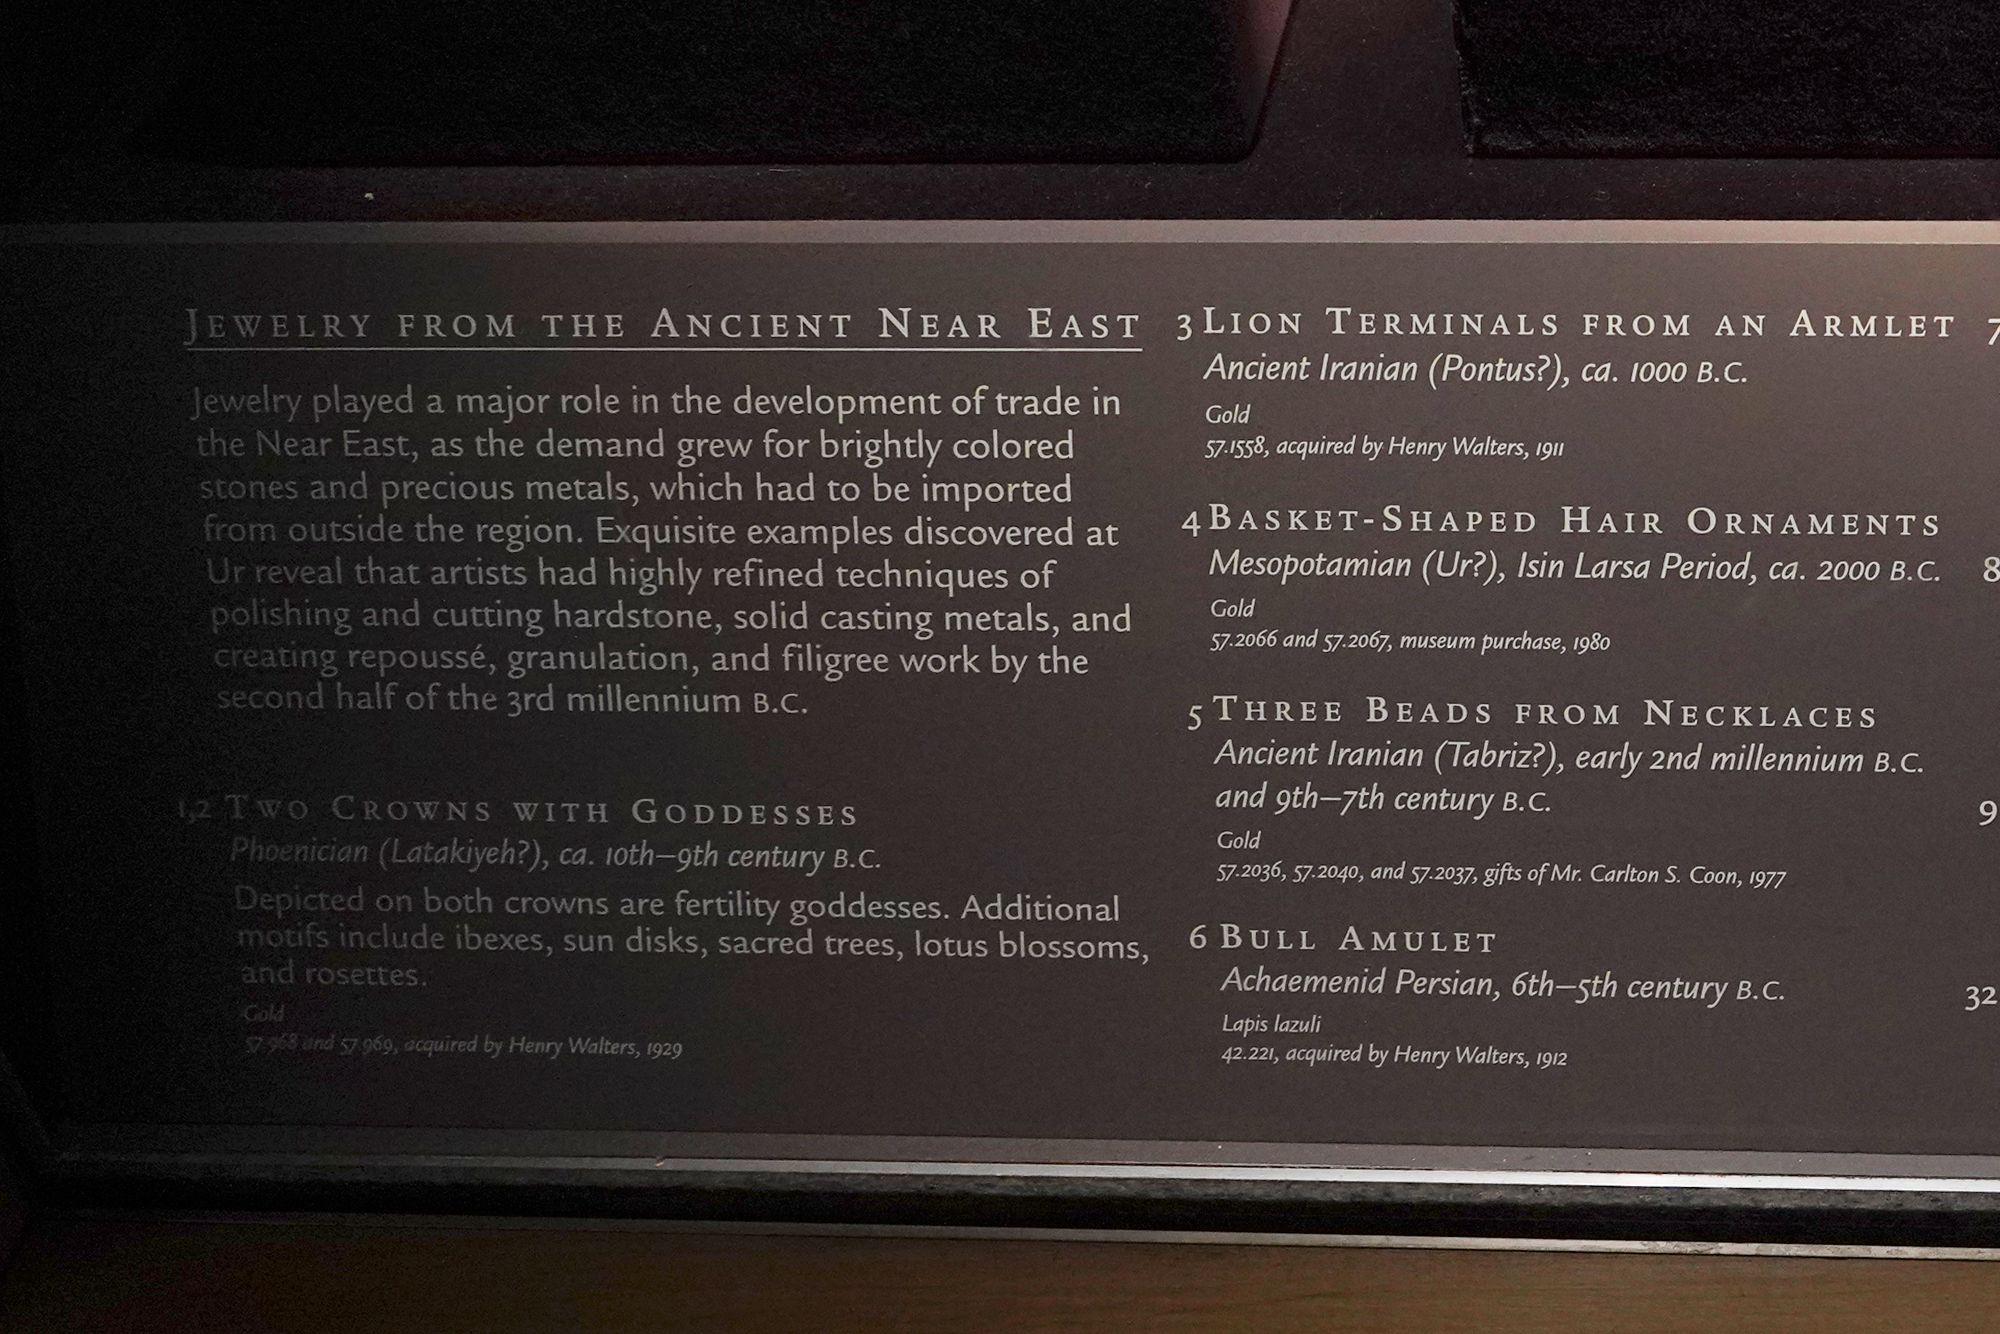 Jewelry from the Ancient Near East
Jewelry played a major role in the development of trade in
the Near East, as the demand grew for brightly colored
stones and precious metals, which had to be imported
from outside the region. Exquisite examples discovered at
Ur reveal that artists had highly refined techniques of
polishing and cutting hardstone, solid casting metals, and
creating repoussé, granulation, and filigree work by the
second half of the 3rd millennium B.C.
1,2 Two Crowns with Goddesses
Phoenician (Latakiyeh?), ca. 10th–9th century B.C.
Depicted on both crowns are fertility goddesses. Additional
motifs include ibexes, sun disks, sacred trees, lotus blossoms,
and rosettes.
Gold
57.968 and 57.969, acquired by Henry Walters, 1929
3 Lion Terminals from an Armlet
Ancient Iranian (Pontus?), ca. 1000 B.C.
Gold
57.1558, acquired by Henry Walters, 1911
4 Basket-Shaped Hair Ornaments
Mesopotamian (Ur?), Isin Larsa Period, ca. 2000 B.C.
Gold
57.2066 and 57.2067, museum purchase, 1980
5 Three Beads from Necklaces
Ancient Iranian (Tabriz?), early 2nd millennium B.C.
and 9th–7th century B.C.
Gold
57.2036, 57.2040, and 57.2037, gifts of Mr. Carlton S. Coon, 1977
6 Bull Amulet
Achaemenid Persian, 6th–5th century B.C.
Lapis lazuli
42.221, acquired by Henry Walters, 1912
7
8
9
32